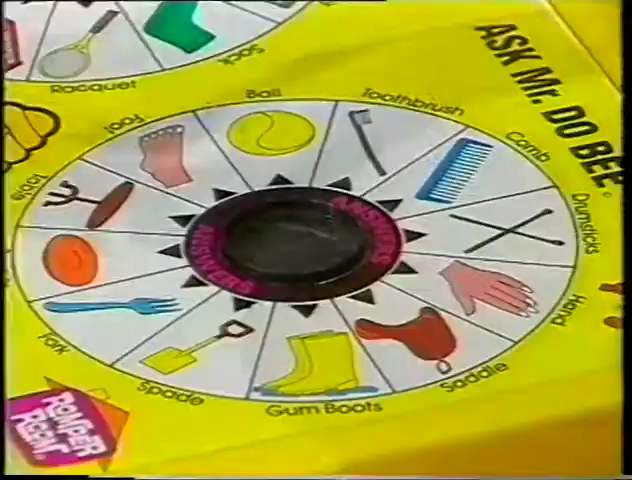 Racquet
Sock
ASK Mr. DO BEE
©
Ball
Toothbrush
Comb
Drumsticks
Hand
Saddle
Gum Boots
Spade
Fork
Table
Foot
ANSWERS
ANSWERS
ROMPER
ROOM